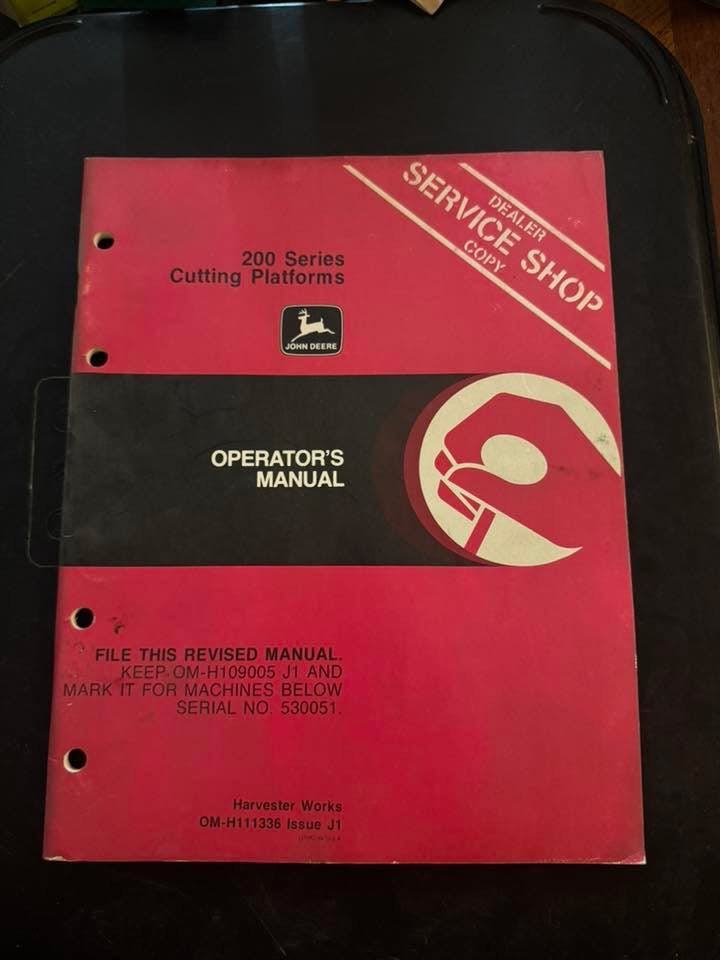 DEALER
SERVICE SHOP
COPY
200 Series
Cutting Platforms
JOHN DEERE
OPERATOR'S
MANUAL
FILE THIS REVISED MANUAL.
KEEP OM-H109005 J1 AND
MARK IT FOR MACHINES BELOW
SERIAL NO. 530051.
Harvester Works
OM-H111336 Issue J1